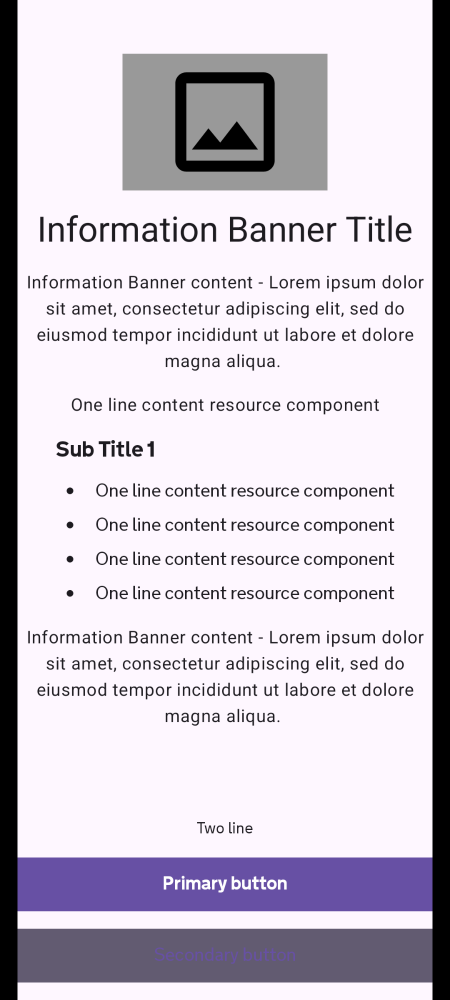 Information Banner Title
Information Banner content - Lorem ipsum dolor
sit amet, consectetur adipiscing elit, sed do
eiusmod tempor incididunt ut labore et dolore
magna aliqua.
One line content resource component
Sub Title 1
• One line content resource component
• One line content resource component
• One line content resource component
• One line content resource component
Information Banner content - Lorem ipsum dolor
sit amet, consectetur adipiscing elit, sed do
eiusmod tempor incididunt ut labore et dolore
magna aliqua.
Two line
Primary button
Secondary button